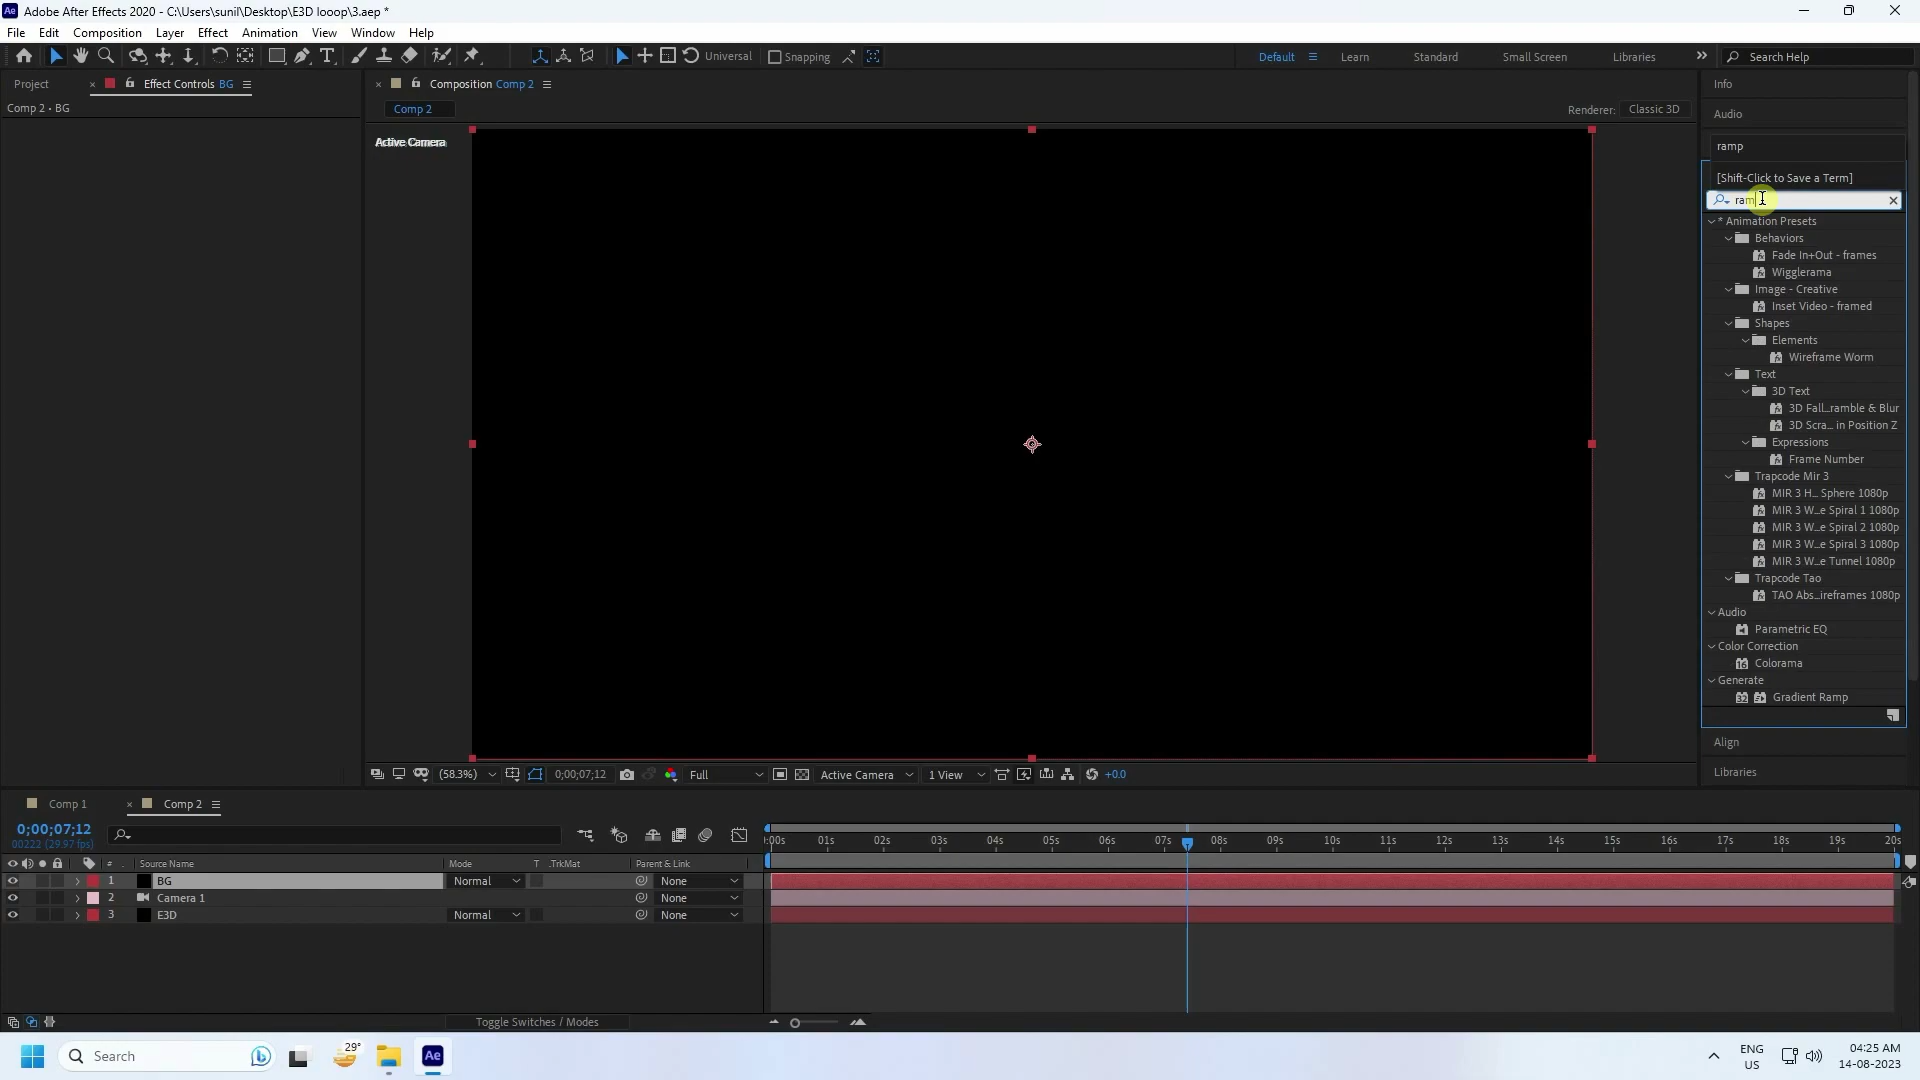 Adobe After Effects 2020 - C:\Users\sunil\Desktop\E3D looop\3.aep *
File Edit Composition Layer Effect Animation View Window Help
Universal Snapping Default Learn Standard Small Screen Libraries Search Help
Project Effect Controls BG Composition Comp 2 Info
Comp 2 • BG Comp 2 Renderer: Classic 3D
Audio
Active Camera
ramp
[Shift-Click to Save a Term]
ram
* Animation Presets
Behaviors
Fade In+Out - frames
Wigglerama
Image - Creative
Inset Video - framed
Shapes
Elements
Wireframe Worm
Text
3D Text
3D Fall...ramble & Blur
3D Scra... in Position Z
Expressions
Frame Number
Trapcode Mir 3
MIR 3 H... Sphere 1080p
MIR 3 W...e Spiral 1 1080p
MIR 3 W...e Spiral 2 1080p
MIR 3 W...e Spiral 3 1080p
MIR 3 W...e Tunnel 1080p
Trapcode Tao
TAO Abs...ireframes 1080p
Audio
Parametric EQ
Color Correction
Colorama
Generate
Gradient Ramp
Align
Libraries
(58.3%) 0;00;07;12 Full Active Camera 1 View +0.0
Comp 1 Comp 2
0;00;07;12
00222 (29.97 fps)
:00s 01s 02s 03s 04s 05s 06s 07s 08s 09s 10s 11s 12s 13s 14s 15s 16s 17s 18s 19s 20s
# Source Name Mode T .TrkMat Parent & Link
1 BG Normal None
2 Camera 1 None
3 E3D Normal None
Toggle Switches / Modes
Search 29° Ae ENG US 04:25 AM 14-08-2023